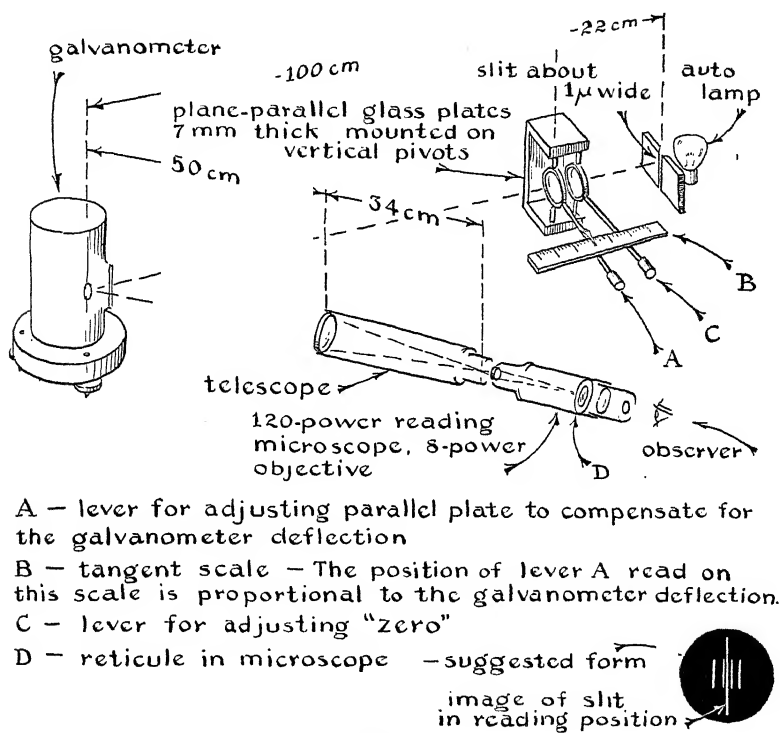 galvanometer
-100 cm
50 cm
plane-parallel glass plates
7 mm thick mounted on
vertical pivots
-22 cm
slit about
1μ wide
auto
lamp
34 cm
B
C
A
telescope
120-power reading
microscope, 8-power
objective
D
observer
A — lever for adjusting parallel plate to compensate for
the galvanometer deflection
B — tangent scale — The position of lever A read on
this scale is proportional to the galvanometer deflection.
C — lever for adjusting "zero"
D — reticule in microscope — suggested form
image of slit
in reading position